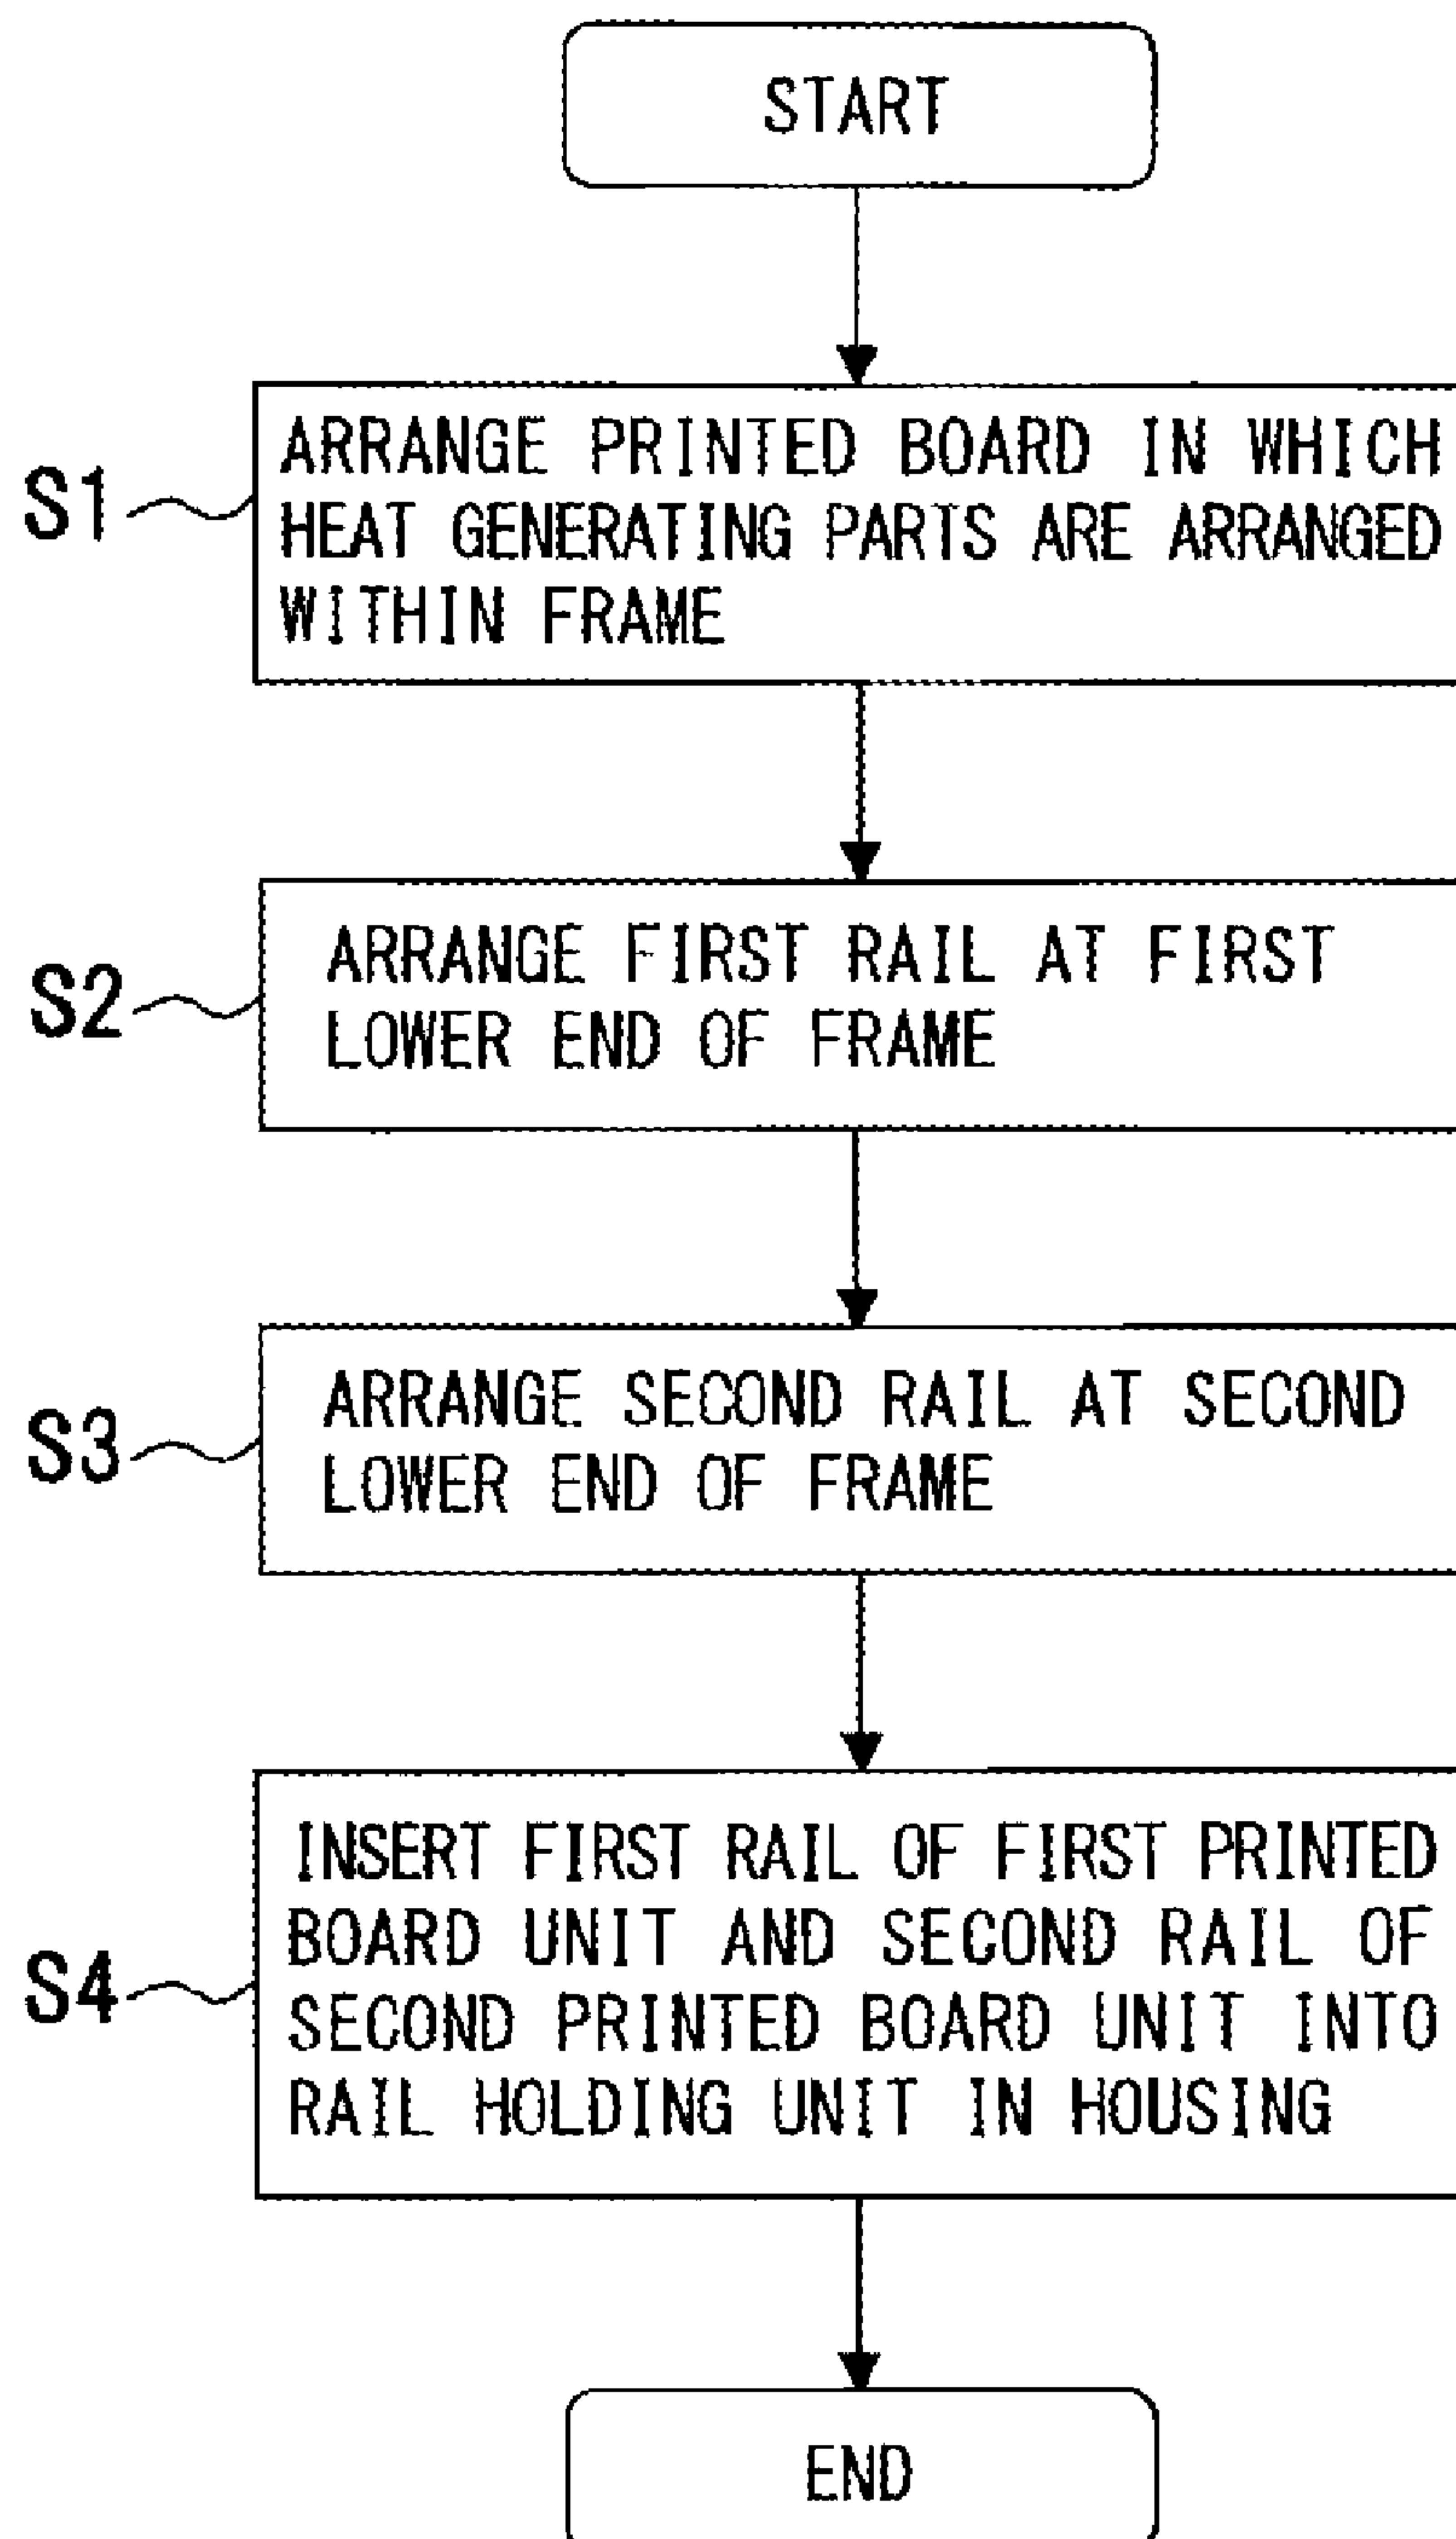 START
S1
ARRANGE PRINTED BOARD IN WHICH
HEAT GENERATING PARTS ARE ARRANGED
WITHIN FRAME
S2
ARRANGE FIRST RAIL AT FIRST
LOWER END OF FRAME
S3
ARRANGE SECOND RAIL AT SECOND
LOWER END OF FRAME
S4
INSERT FIRST RAIL OF FIRST PRINTED
BOARD UNIT AND SECOND RAIL OF
SECOND PRINTED BOARD UNIT INTO
RAIL HOLDING UNIT IN HOUSING
END